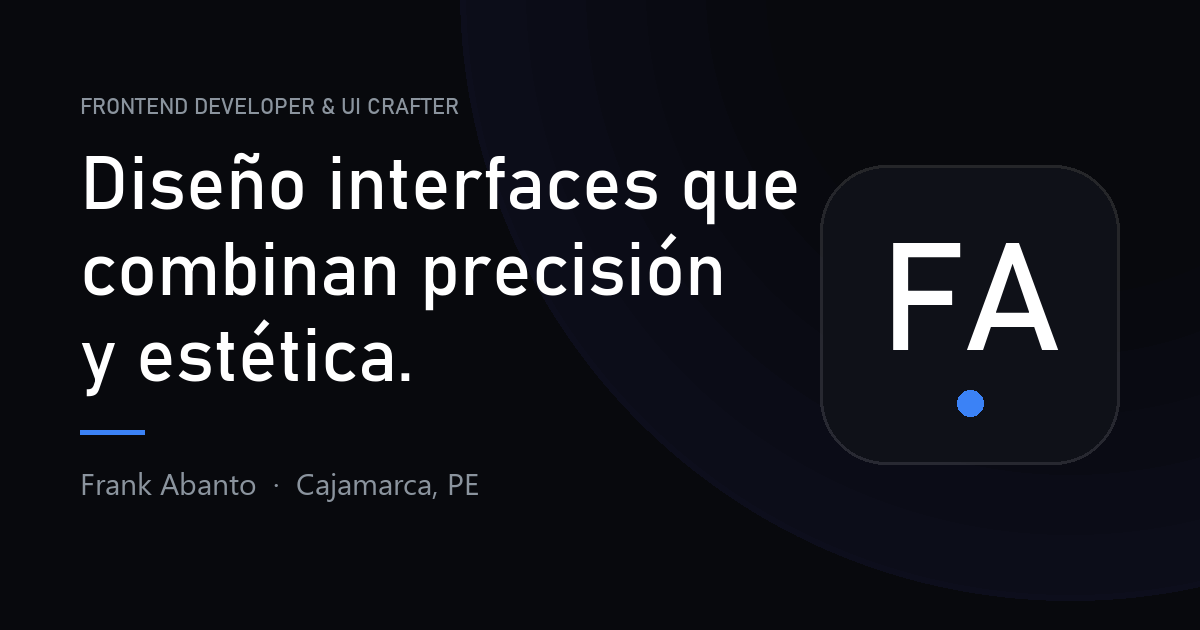 FRONTEND DEVELOPER & UI CRAFTER
Diseño interfaces que
combinan precisión
y estética.
Frank Abanto · Cajamarca, PE
FA